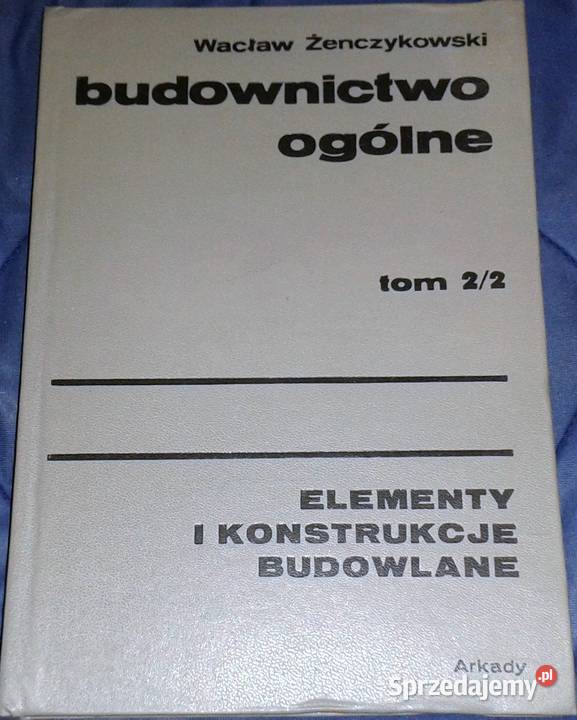 Wacław Żenczykowski
budownictwo
ogólne
tom 2/2
ELEMENTY
I KONSTRUKCJE
BUDOWLANE
Arkady
Sprzedajemy.pl